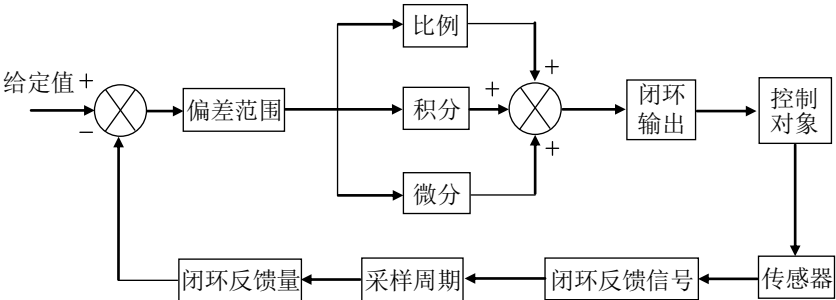 比例
给定值 +
+
+
偏差范围
积分
闭环
输出
控制
对象
−
+
微分
闭环反馈量
采样周期
闭环反馈信号
传感器